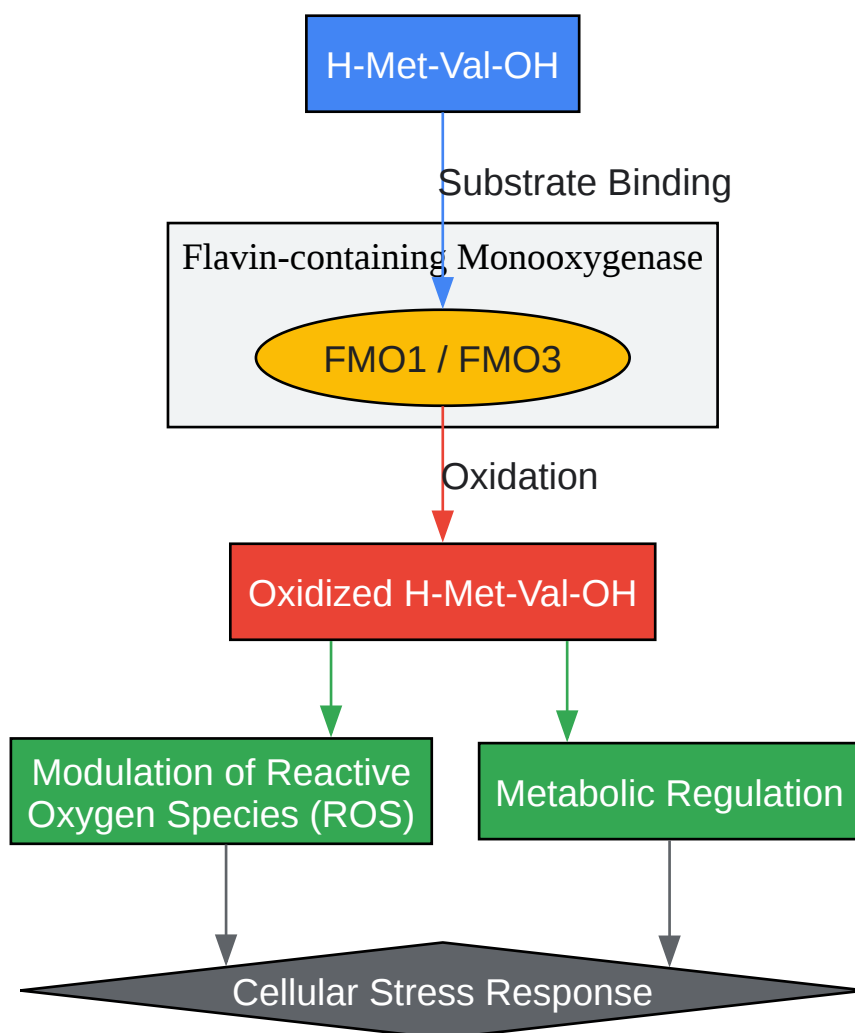 H-Met-Val-OH
Substrate Binding
Flavin-containing Monooxygenase
FMO1 / FMO3
Oxidation
Oxidized H-Met-Val-OH
Modulation of Reactive
Oxygen Species (ROS)
Metabolic Regulation
Cellular Stress Response